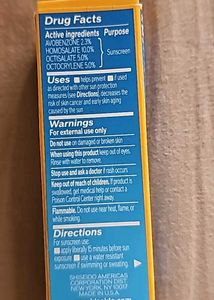 Drug Facts
Active ingredients Purpose
AVOBENZONE 2.3%
HOMOSALATE 10.0%
OCTISALATE 5.0%
OCTOCRYLENE 5.0%
Sunscreen
Uses ■ helps prevent ■ if used
as directed with other sun protection
measures (see Directions), decreases the
risk of skin cancer and early skin aging
caused by the sun
Warnings
For external use only
Do not use on damaged or broken skin
When using this product keep out of eyes.
Rinse with water to remove.
Stop use and ask a doctor if rash occurs
Keep out of reach of children. If product is
swallowed, get medical help or contact a
Poison Control Center right away.
Flammable. Do not use near heat, flame, or
while smoking.
Directions
For sunscreen use:
■ apply liberally 15 minutes before sun
exposure ■ use a water resistant
sunscreen if swimming or sweating
SHISEIDO AMERICAS
CORPORATION DIST
NEW YORK, NY 10017
MADE IN U.S.A.